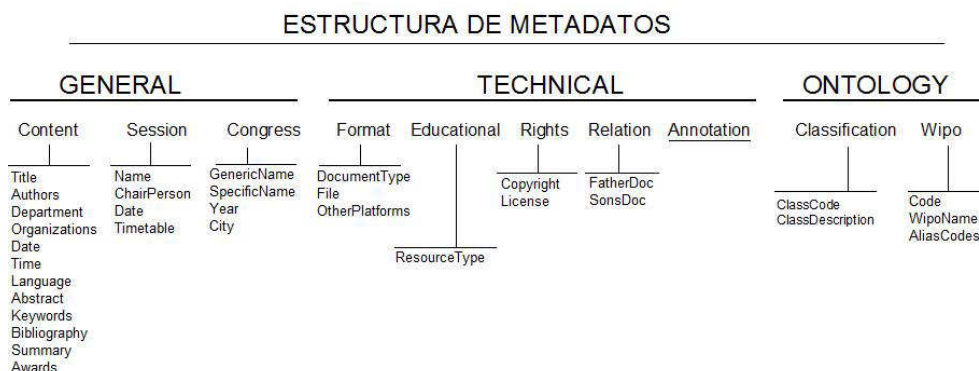 ESTRUCTURA DE METADATOS
GENERAL
TECHNICAL
ONTOLOGY
Content
Session
Congress
Format
Educational
Rights
Relation
Annotation
Classification
Wipo
Title
Authors
Department
Organizations
Date
Time
Language
Abstract
Keywords
Bibliography
Summary
Awards
Name
ChairPerson
Date
Timetable
GenericName
SpecificName
Year
City
DocumentType
File
OtherPlatforms
ResourceType
Copyright
License
FatherDoc
SonsDoc
ClassCode
ClassDescription
Code
WipoName
AliasCodes